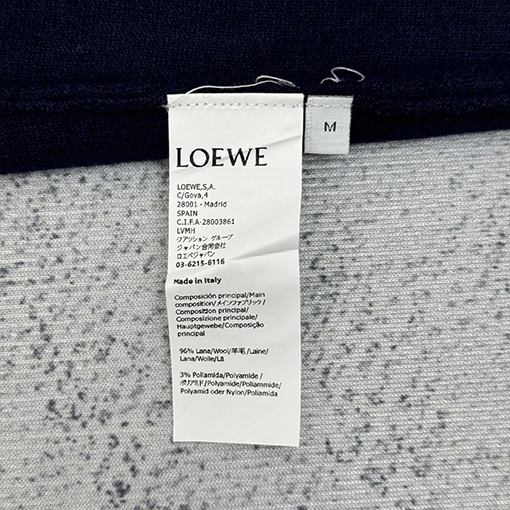 LOEWE
M
LOEWE,S.A.
C/Goya,4
28001 - Madrid
SPAIN
C.I.F.A-28003861
LVMH
ファッション グループ
ジャパン合同会社
ロエベジャパン
03-6215-6116
Made in Italy
Composición principal/Main
composition/メインファブリック/
Composition principal/
Composizione principale/
Hauptgewebe/Composição
principal
96% Lana/Wool/羊毛/Laine/
Lana/Wolle/Lã
3% Poliamida/Polyamide/
ポリアミド/Polyamide/Poliammide/
Polyamid oder Nylon/Poliamida